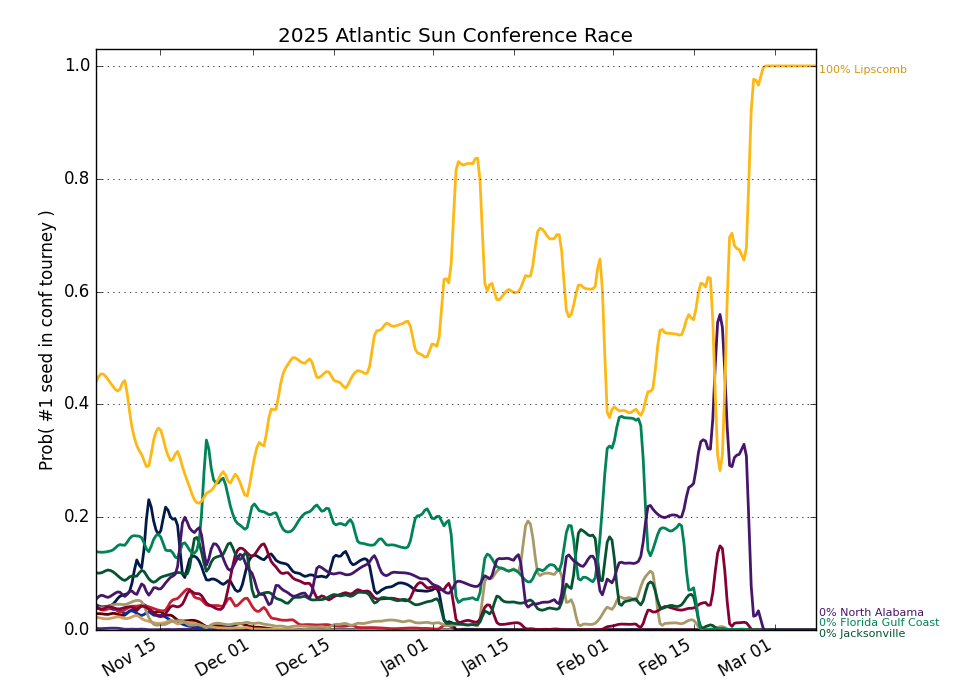 2025 Atlantic Sun Conference Race
Prob( #1 seed in conf tourney )
1.0
0.8
0.6
0.4
0.2
0.0
100% Lipscomb
0% North Alabama
0% Florida Gulf Coast
0% Jacksonville
Nov 15
Dec 01
Dec 15
Jan 01
Jan 15
Feb 01
Feb 15
Mar 01